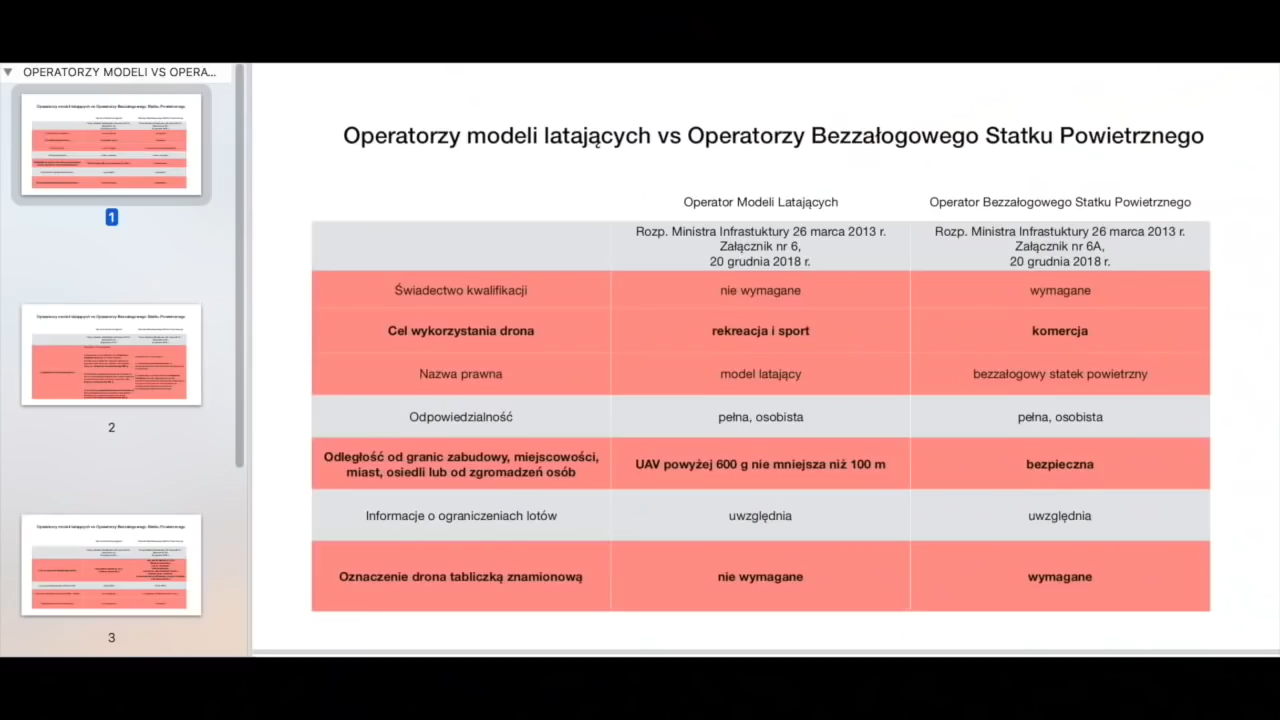 OPERATORZY MODELI VS OPERA...
1
2
3
Operatorzy modeli latających vs Operatorzy Bezzałogowego Statku Powietrznego
Operator Modeli Latających
Operator Bezzałogowego Statku Powietrznego
Rozp. Ministra Infrastuktury 26 marca 2013 r.
Załącznik nr 6,
20 grudnia 2018 r.
Rozp. Ministra Infrastuktury 26 marca 2013 r.
Załącznik nr 6A,
20 grudnia 2018 r.
Świadectwo kwalifikacji
nie wymagane
wymagane
Cel wykorzystania drona
rekreacja i sport
komercja
Nazwa prawna
model latający
bezzałogowy statek powietrzny
Odpowiedzialność
pełna, osobista
pełna, osobista
Odległość od granic zabudowy, miejscowości,
miast, osiedli lub od zgromadzeń osób
UAV powyżej 600 g nie mniejsza niż 100 m
bezpieczna
Informacje o ograniczeniach lotów
uwzględnia
uwzględnia
Oznaczenie drona tabliczką znamionową
nie wymagane
wymagane